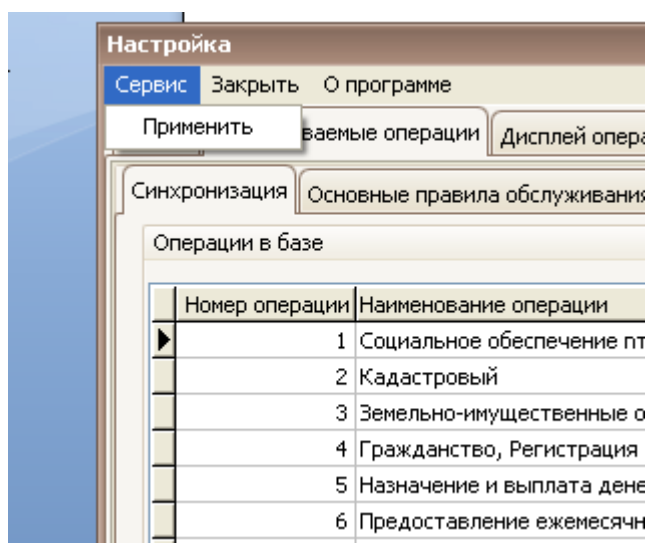 Настройка
Сервис Закрыть О программе
Применить
ваемые операции Дисплей опера
Синхронизация Основные правила обслуживания
Операции в базе
Номер операции Наименование операции
1 Социальное обеспечение пт
2 Кадастровый
3 Земельно-имущественные о
4 Гражданство, Регистрация
5 Назначение и выплата дене
6 Предоставление ежемесячн